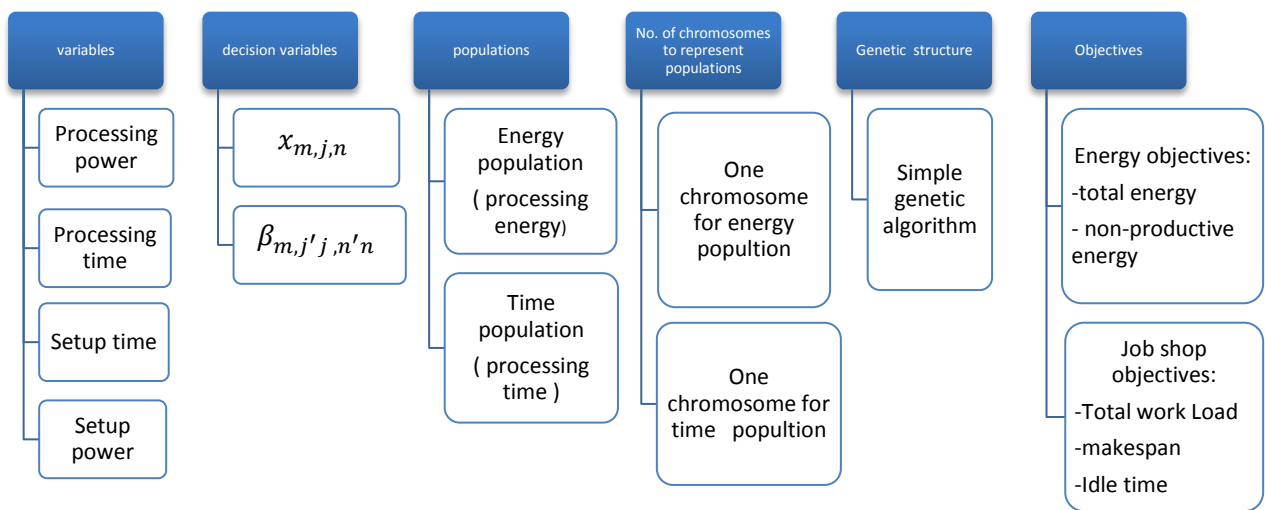 variables
Processing
power
Processing
time
Setup time
Setup
power
decision variables
x_{m,j,n}
β_{m,j′j,n′n}
populations
Energy
population
( processing
energy)
Time
population
( processing
time )
No. of chromosomes
to represent
populations
One
chromosome
for energy
popultion
One
chromosome for
time popultion
Genetic structure
Simple
genetic
algorithm
Objectives
Energy objectives:
-total energy
- non-productive
energy
Job shop
objectives:
-Total work Load
-makespan
-Idle time